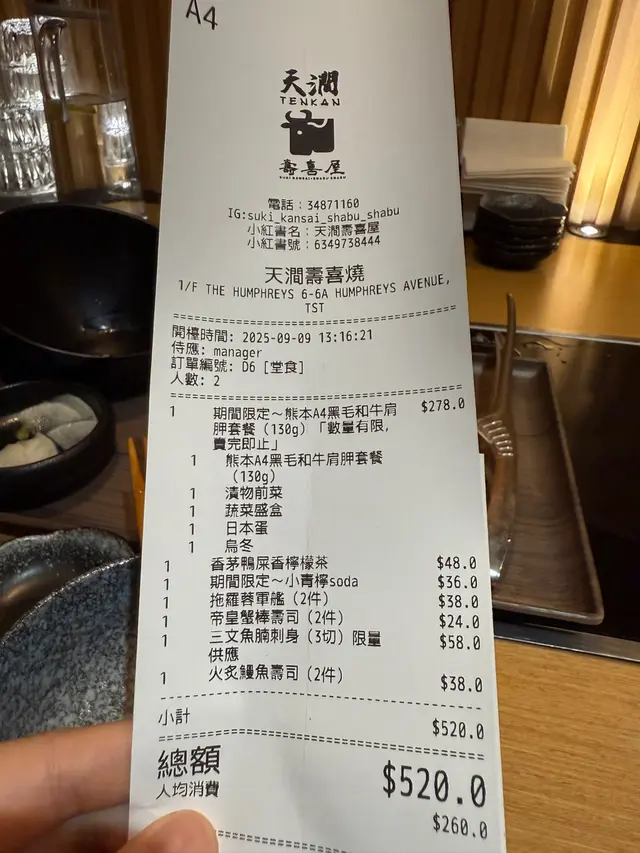 A4
天澗
TENKAN
壽喜屋
SUKI KANSAI SHABU SHABU
電話：34871160
IG:suki_kansai_shabu_shabu
小紅書名：天澗壽喜屋
小紅書號：6349738444
天澗壽喜燒
1/F THE HUMPHREYS 6-6A HUMPHREYS AVENUE,
TST
開檯時間: 2025-09-09 13:16:21
侍應: manager
訂單編號: D6 [堂食]
人數: 2
1 期間限定～熊本A4黑毛和牛肩 $278.0
胛套餐（130g）「數量有限，
賣完即止」
1 熊本A4黑毛和牛肩胛套餐
（130g）
1 漬物前菜
1 蔬菜盛盒
1 日本蛋
1 烏冬
1 香茅鴨屎香檸檬茶 $48.0
1 期間限定～小青檸soda $36.0
1 拖羅蓉軍艦（2件） $38.0
1 帝皇蟹棒壽司（2件） $24.0
1 三文魚腩刺身（3切）限量 $58.0
供應
1 火炙鰻魚壽司（2件） $38.0
小計 $520.0
總額 $520.0
人均消費 $260.0